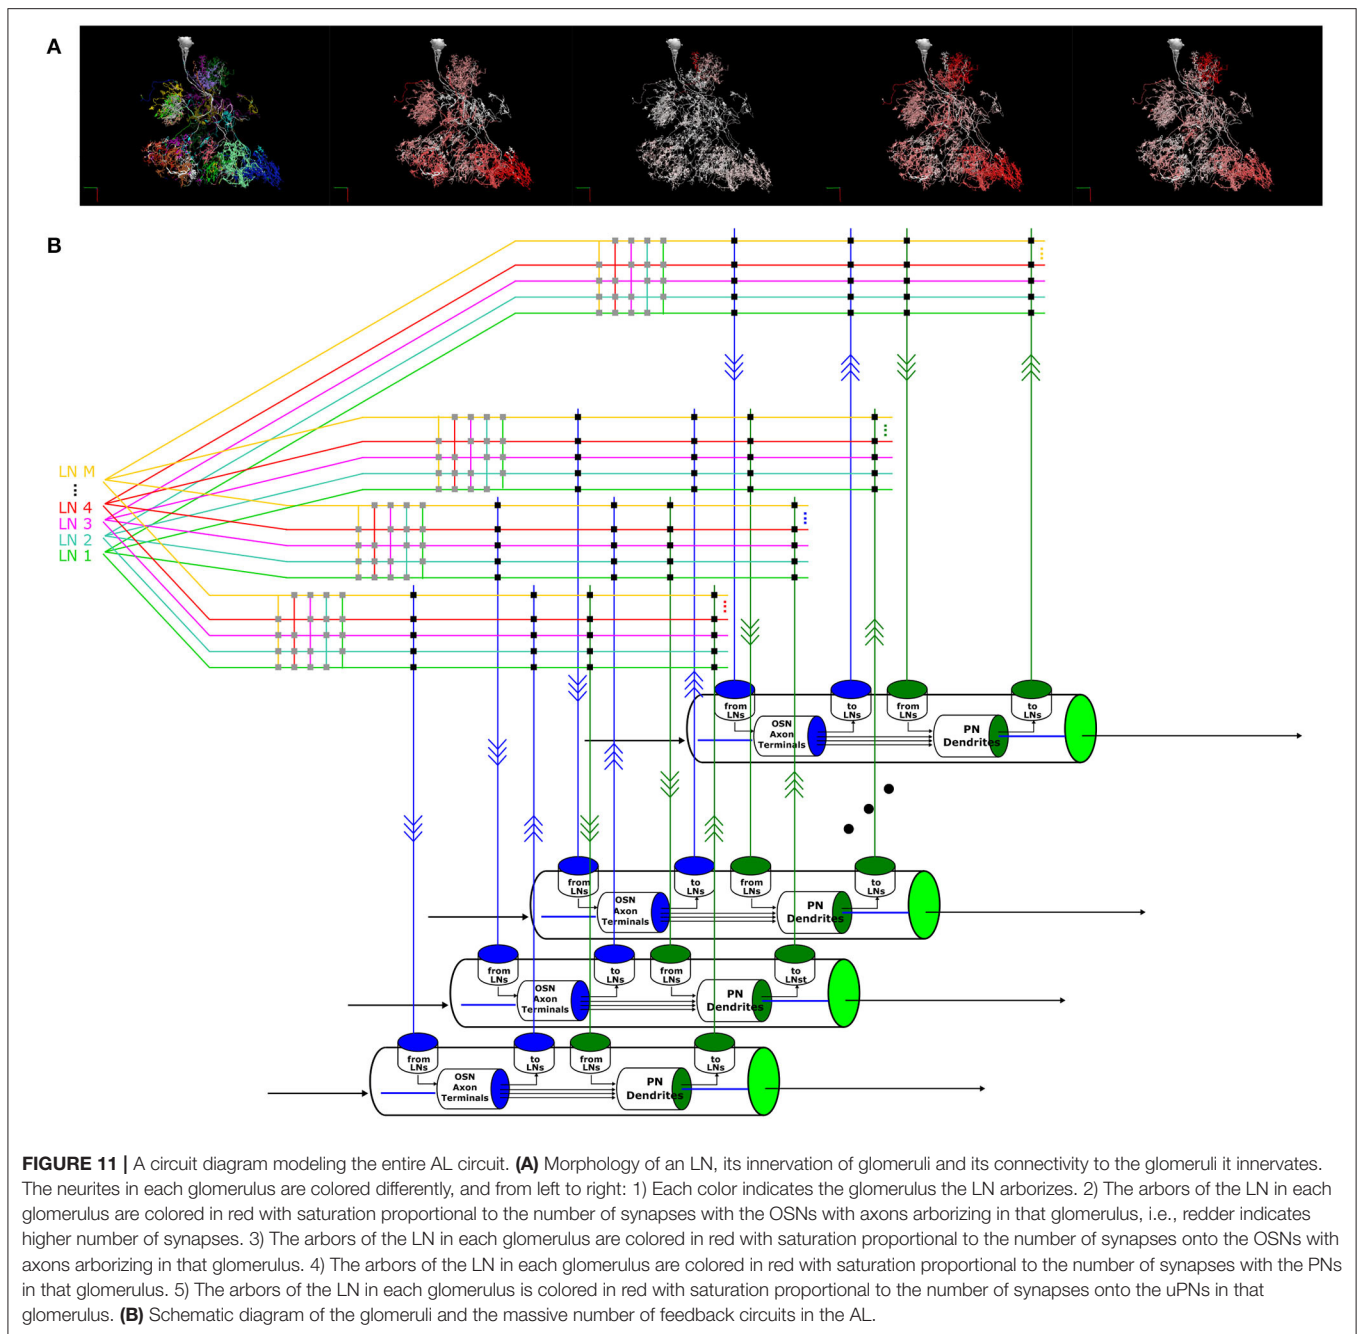 A
B
LN M
LN 4
LN 3
LN 2
LN 1
from
LNs
to
LNs
from
LNs
to
LNs
OSN
Axon
Terminals
PN
Dendrites
from
LNs
to
LNs
from
LNs
to
LNs
OSN
Axon
Terminals
PN
Dendrites
from
LNs
to
LNs
from
LNs
to
LNst
OSN
Axon
Terminals
PN
Dendrites
from
LNs
to
LNs
from
LNs
to
LNs
OSN
Axon
Terminals
PN
Dendrites
FIGURE 11 | A circuit diagram modeling the entire AL circuit. (A) Morphology of an LN, its innervation of glomeruli and its connectivity to the glomeruli it innervates.
The neurites in each glomerulus are colored differently, and from left to right: 1) Each color indicates the glomerulus the LN arborizes. 2) The arbors of the LN in each
glomerulus are colored in red with saturation proportional to the number of synapses with the OSNs with axons arborizing in that glomerulus, i.e., redder indicates
higher number of synapses. 3) The arbors of the LN in each glomerulus are colored in red with saturation proportional to the number of synapses onto the OSNs with
axons arborizing in that glomerulus. 4) The arbors of the LN in each glomerulus are colored in red with saturation proportional to the number of synapses with the PNs
in that glomerulus. 5) The arbors of the LN in each glomerulus is colored in red with saturation proportional to the number of synapses onto the uPNs in that
glomerulus. (B) Schematic diagram of the glomeruli and the massive number of feedback circuits in the AL.